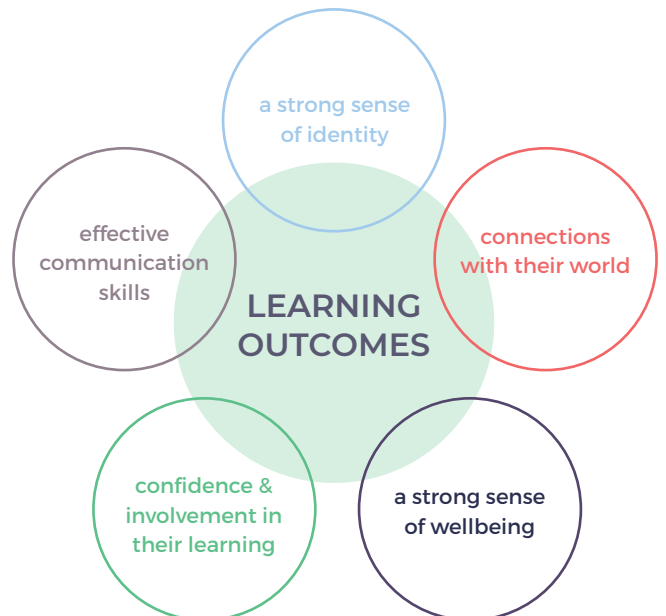 a strong sense
of identity
effective
communication
skills
connections
with their world
LEARNING
OUTCOMES
confidence &
involvement in
their learning
a strong sense
of wellbeing